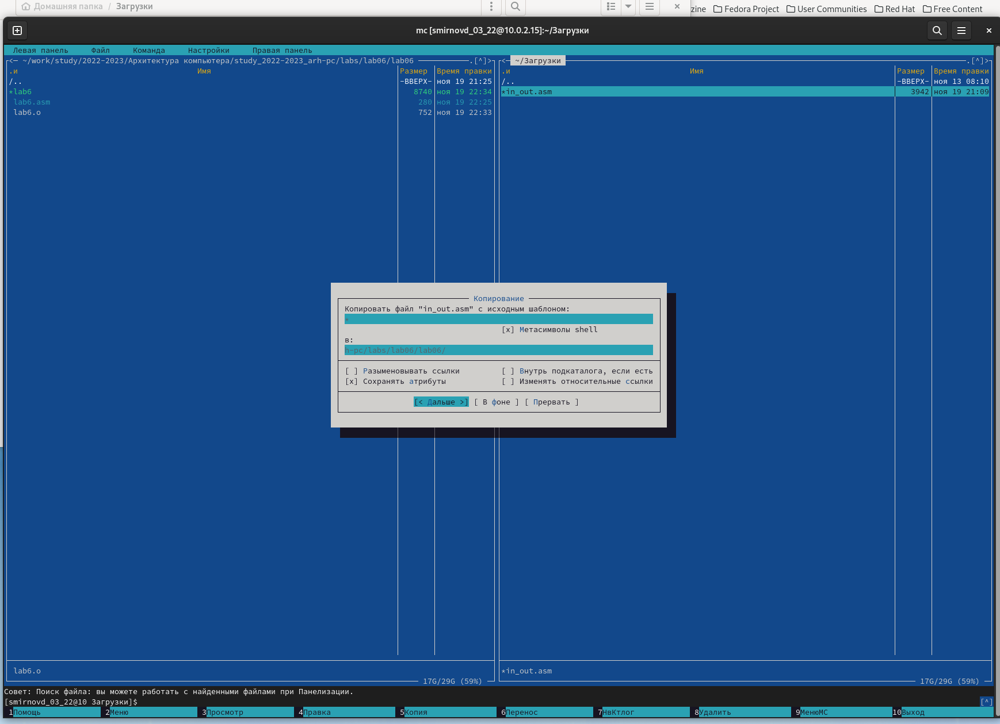 Домашняя папка / Загрузки
zine Fedora Project User Communities Red Hat Free Content
mc [smirnovd_03_22@10.0.2.15]:~/Загрузки
Левая панель Файл Команда Настройки Правая панель
<─ ~/work/study/2022-2023/Архитектура компьютера/study_2022-2023_arh-pc/labs/lab06/lab06 .[^]> <─ ~/Загрузки .[^]>
.и Имя Размер Время правки .и Имя Размер Время правки
/.. -ВВЕРХ- ноя 19 21:25 /.. -ВВЕРХ- ноя 13 08:10
*lab6 8740 ноя 19 22:34 *in_out.asm 3942 ноя 19 21:09
lab6.asm 280 ноя 19 22:25
lab6.o 752 ноя 19 22:33
Копирование
Копировать файл "in_out.asm" с исходным шаблоном:
*
[x] Метасимволы shell
в:
h-pc/labs/lab06/lab06/
[ ] Разыменовывать ссылки [ ] Внутрь подкаталога, если есть
[x] Сохранять атрибуты [ ] Изменять относительные ссылки
[< Дальше >] [ В фоне ] [ Прервать ]
lab6.o *in_out.asm
17G/29G (59%) 17G/29G (59%)
Совет: Поиск файла: вы можете работать с найденными файлами при Панелизации.
[smirnovd_03_22@10 Загрузки]$ [^]
1Помощь 2Меню 3Просмотр 4Правка 5Копия 6Перенос 7НвКтлог 8Удалить 9МенюМС 10Выход